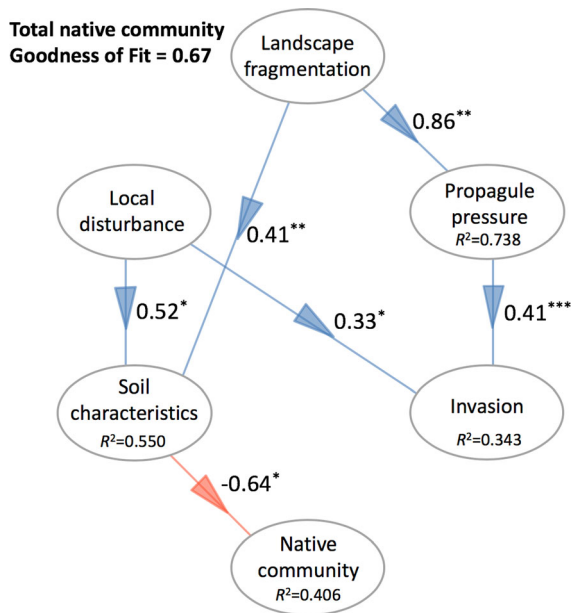 Total native community
Goodness of Fit = 0.67
Landscape
fragmentation
0.86**
Local
disturbance
Propagule
pressure
R²=0.738
0.41**
0.52*
0.33*
0.41***
Soil
characteristics
R²=0.550
Invasion
R²=0.343
-0.64*
Native
community
R²=0.406